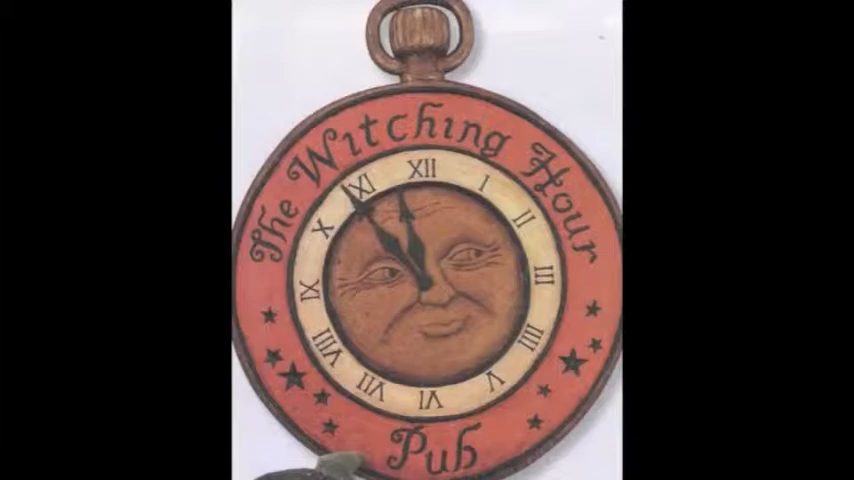 The Witching Hour
XII
I
II
III
IIII
V
VI
VII
VIII
IX
X
XI
Pub